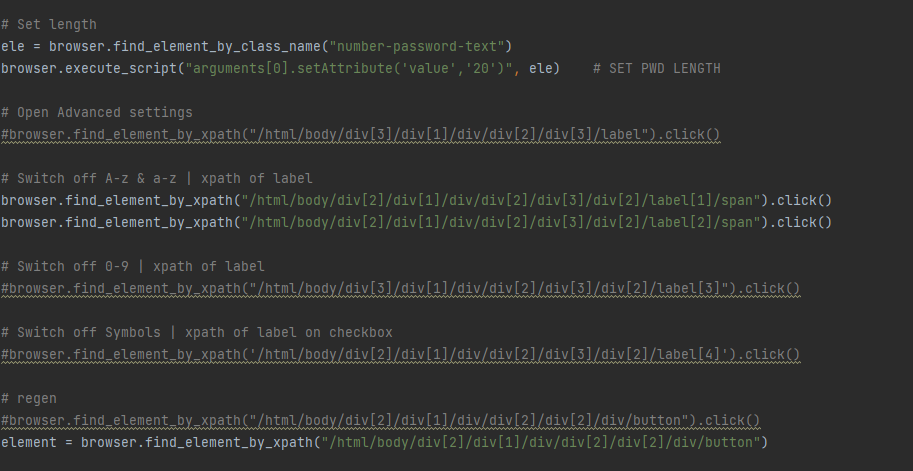 # Set length
ele = browser.find_element_by_class_name("number-password-text")
browser.execute_script("arguments[0].setAttribute('value','20')", ele)    # SET PWD LENGTH
# Open Advanced settings
#browser.find_element_by_xpath("/html/body/div[3]/div[1]/div/div[2]/div[3]/label").click()
# Switch off A-z & a-z | xpath of label
browser.find_element_by_xpath("/html/body/div[2]/div[1]/div/div[2]/div[3]/div[2]/label[1]/span").click()
browser.find_element_by_xpath("/html/body/div[2]/div[1]/div/div[2]/div[3]/div[2]/label[2]/span").click()
# Switch off 0-9 | xpath of label
#browser.find_element_by_xpath("/html/body/div[3]/div[1]/div/div[2]/div[3]/div[2]/label[3]").click()
# Switch off Symbols | xpath of label on checkbox
#browser.find_element_by_xpath('/html/body/div[2]/div[1]/div/div[2]/div[3]/div[2]/label[4]').click()
# regen
#browser.find_element_by_xpath("/html/body/div[2]/div[1]/div/div[2]/div[2]/div/button").click()
element = browser.find_element_by_xpath("/html/body/div[2]/div[1]/div/div[2]/div[2]/div/button")